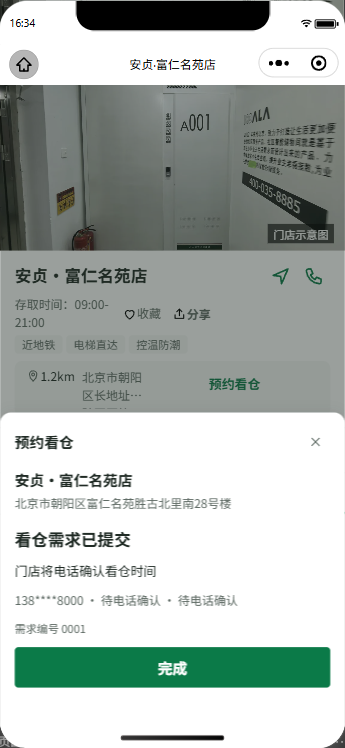 16:34
安贞·富仁名苑店
A001
400-035-8885
门店示意图
安贞·富仁名苑店
存取时间：09:00-
21:00
收藏
分享
近地铁
电梯直达
控温防潮
1.2km
北京市朝阳
区长地址…
预约看仓
预约看仓
安贞·富仁名苑店
北京市朝阳区富仁名苑胜古北里南28号楼
看仓需求已提交
门店将电话确认看仓时间
138****8000 · 待电话确认 · 待电话确认
需求编号 0001
完成